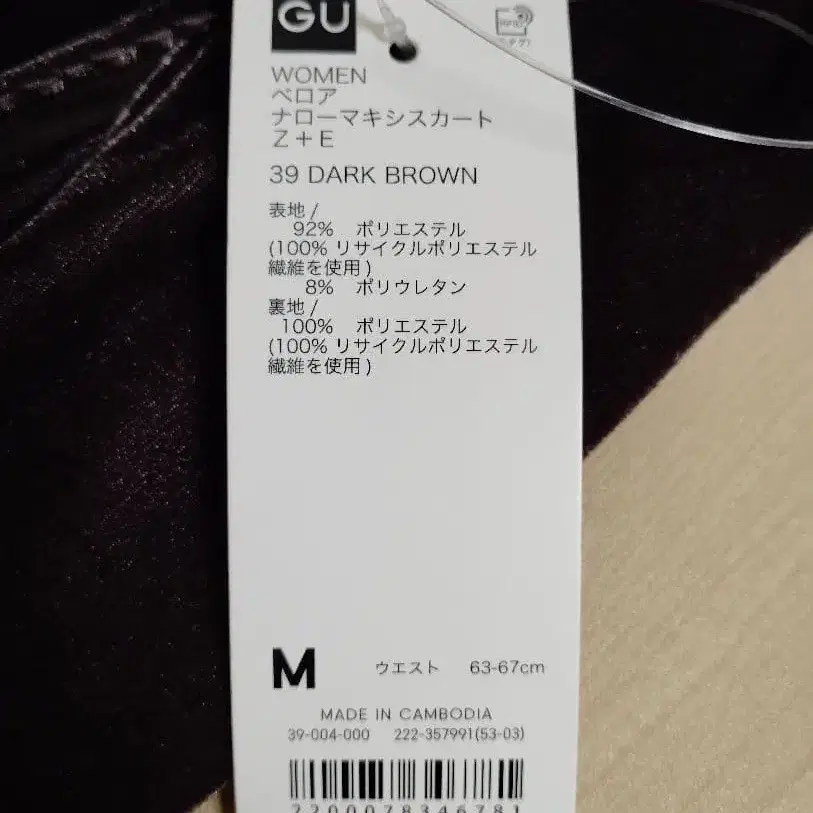 GU
WOMEN
ベロア
ナローマキシスカート
Z+E
39 DARK BROWN
表地/
92% ポリエステル
(100% リサイクルポリエステル
繊維を使用)
8% ポリウレタン
裏地/
100% ポリエステル
(100% リサイクルポリエステル
繊維を使用)
M ウエスト 63-67cm
MADE IN CAMBODIA
39-004-000 222-357991(53-03)